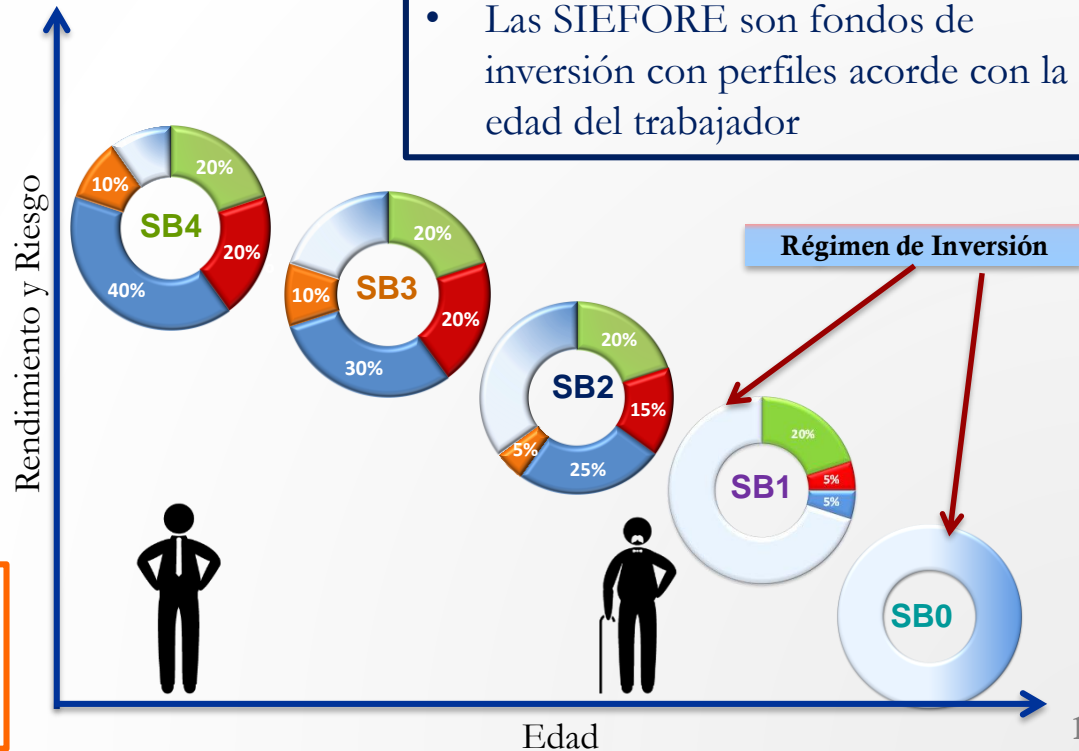 • Las SIEFORE son fondos de
inversión con perfiles acorde con la
edad del trabajador
Rendimiento y Riesgo
Régimen de Inversión
SB4
20%
20%
40%
10%
SB3
20%
20%
30%
10%
SB2
20%
15%
25%
5%
SB1
20%
5%
5%
SB0
Edad
1